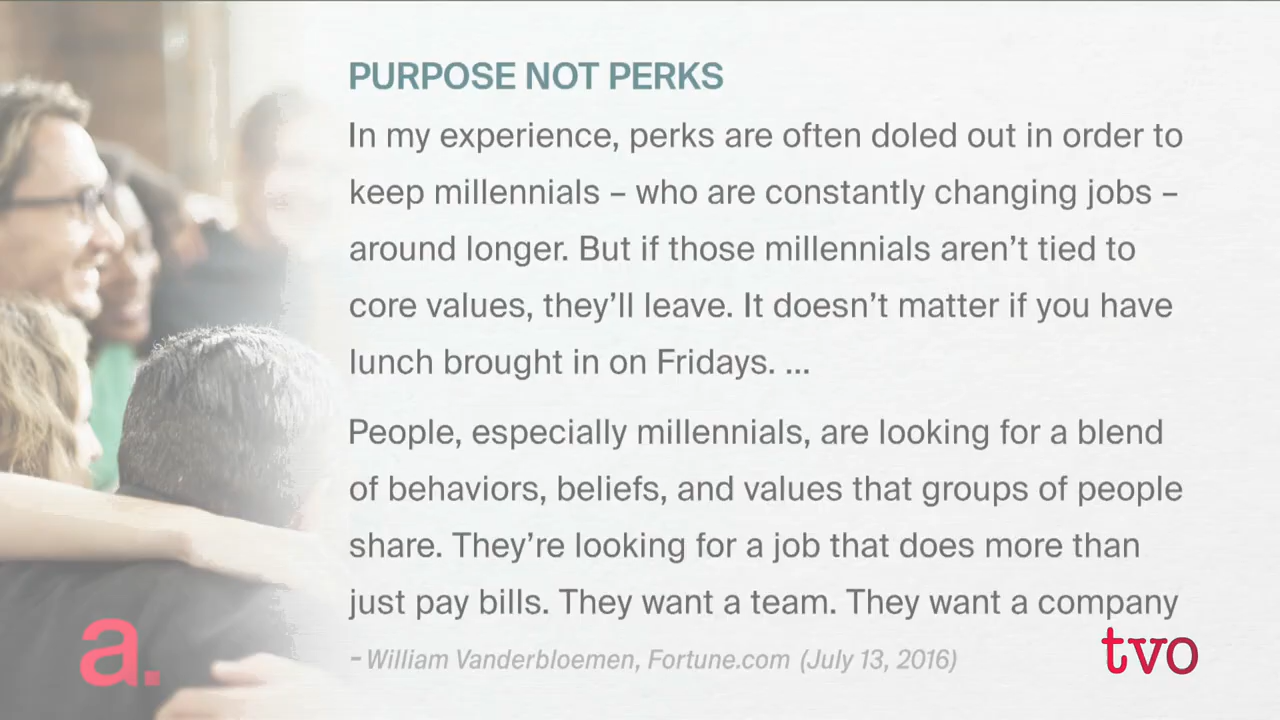 PURPOSE NOT PERKS
In my experience, perks are often doled out in order to
keep millennials – who are constantly changing jobs –
around longer. But if those millennials aren’t tied to
core values, they’ll leave. It doesn’t matter if you have
lunch brought in on Fridays. ...
People, especially millennials, are looking for a blend
of behaviors, beliefs, and values that groups of people
share. They’re looking for a job that does more than
just pay bills. They want a team. They want a company
– William Vanderbloemen, Fortune.com (July 13, 2016)
a.
tvo